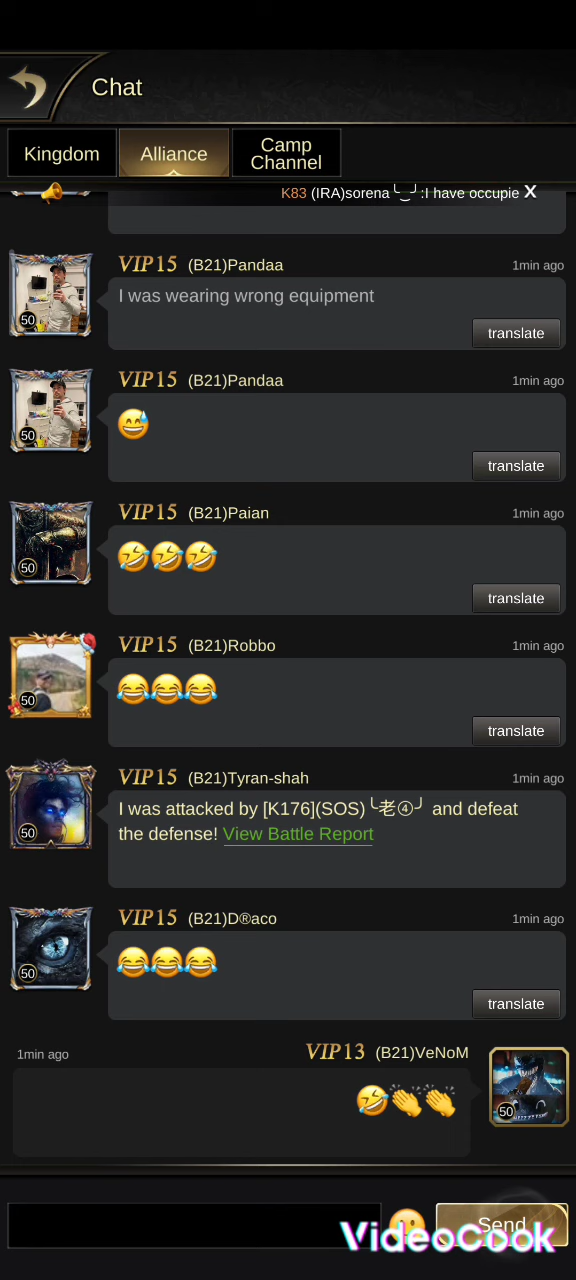 Chat
Kingdom
Alliance
Camp
Channel
K83 (IRA)sorena ╰‿╯:I have occupie X
VIP15 (B21)Pandaa 1min ago
50
I was wearing wrong equipment
translate
VIP15 (B21)Pandaa 1min ago
50
😅
translate
VIP15 (B21)Paian 1min ago
50
🤣🤣🤣
translate
VIP15 (B21)Robbo 1min ago
50
😂😂😂
translate
VIP15 (B21)Tyran-shah 1min ago
50
I was attacked by [K176](SOS)╰老④╯ and defeat
the defense! View Battle Report
VIP15 (B21)D®aco 1min ago
50
😂😂😂
translate
1min ago VIP13 (B21)VeNoM
50
🤣👏👏
Send
VideoCook